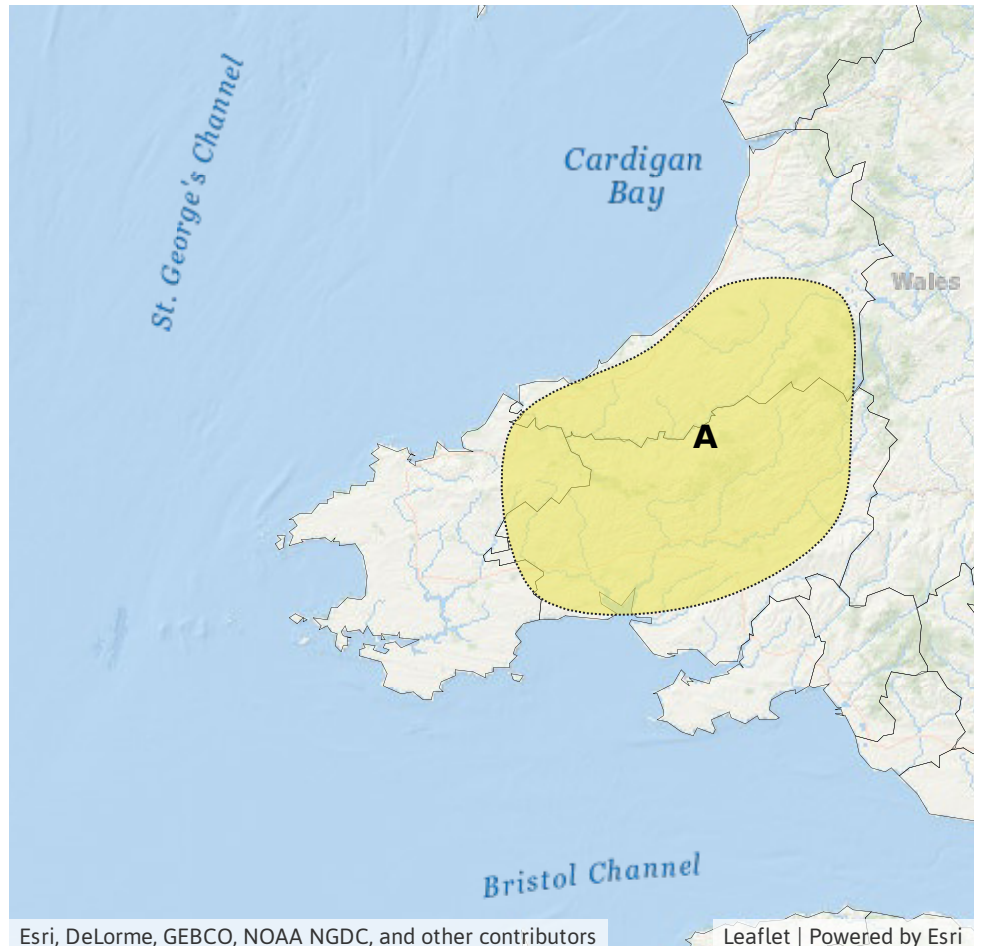 St. George's Channel
Cardigan
Bay
Wales
A
Bristol Channel
Esri, DeLorme, GEBCO, NOAA NGDC, and other contributors
Leaflet | Powered by Esri